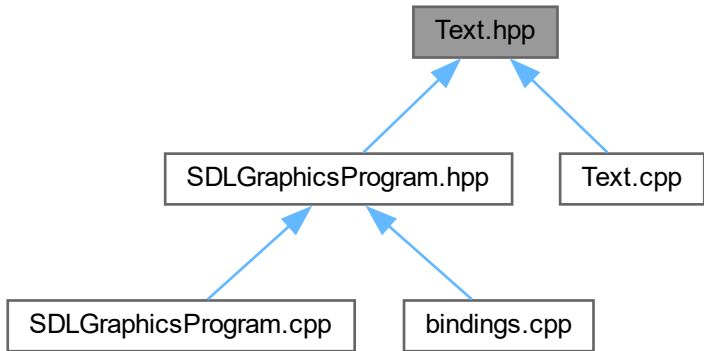 Text.hpp
SDLGraphicsProgram.hpp
Text.cpp
SDLGraphicsProgram.cpp
bindings.cpp